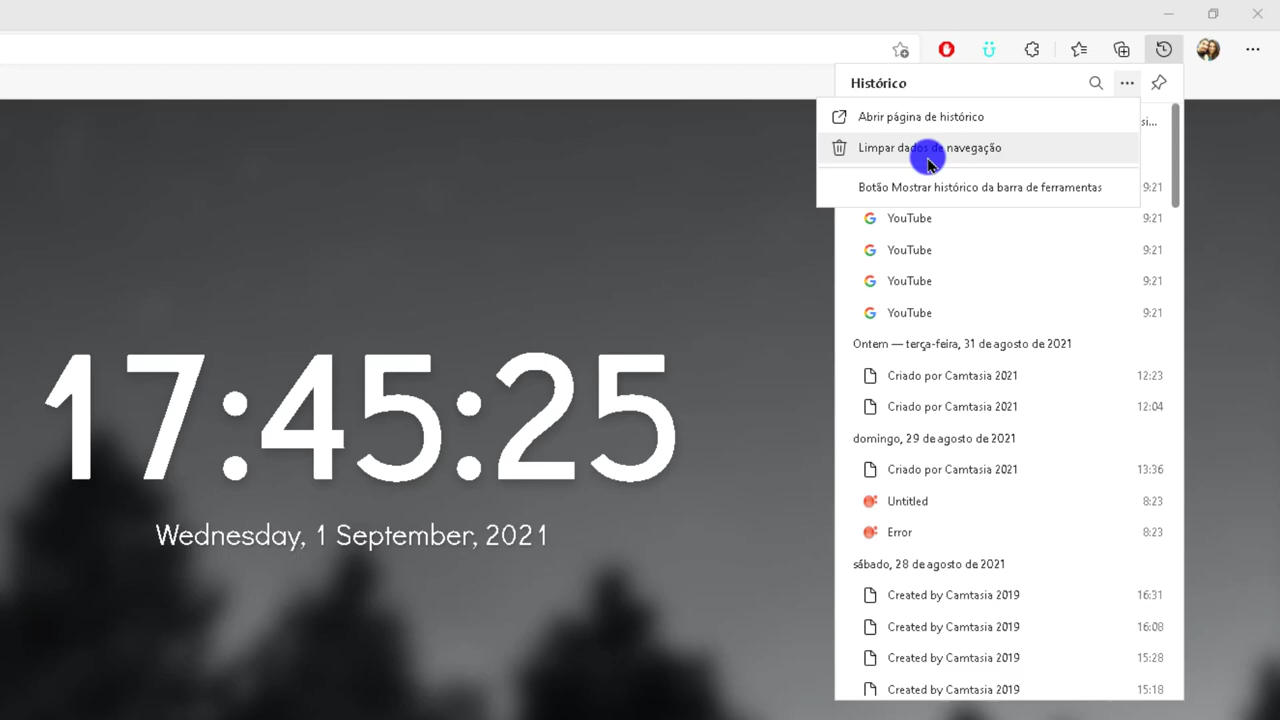 Histórico
Abrir página de histórico
si...
Limpar dados de navegação
Botão Mostrar histórico da barra de ferramentas 9:21
YouTube 9:21
YouTube 9:21
YouTube 9:21
YouTube 9:21
Ontem — terça-feira, 31 de agosto de 2021
Criado por Camtasia 2021 12:23
Criado por Camtasia 2021 12:04
domingo, 29 de agosto de 2021
Criado por Camtasia 2021 13:36
Untitled 8:23
Error 8:23
sábado, 28 de agosto de 2021
Created by Camtasia 2019 16:31
Created by Camtasia 2019 16:08
Created by Camtasia 2019 15:28
Created by Camtasia 2019 15:18
17:45:25
Wednesday, 1 September, 2021